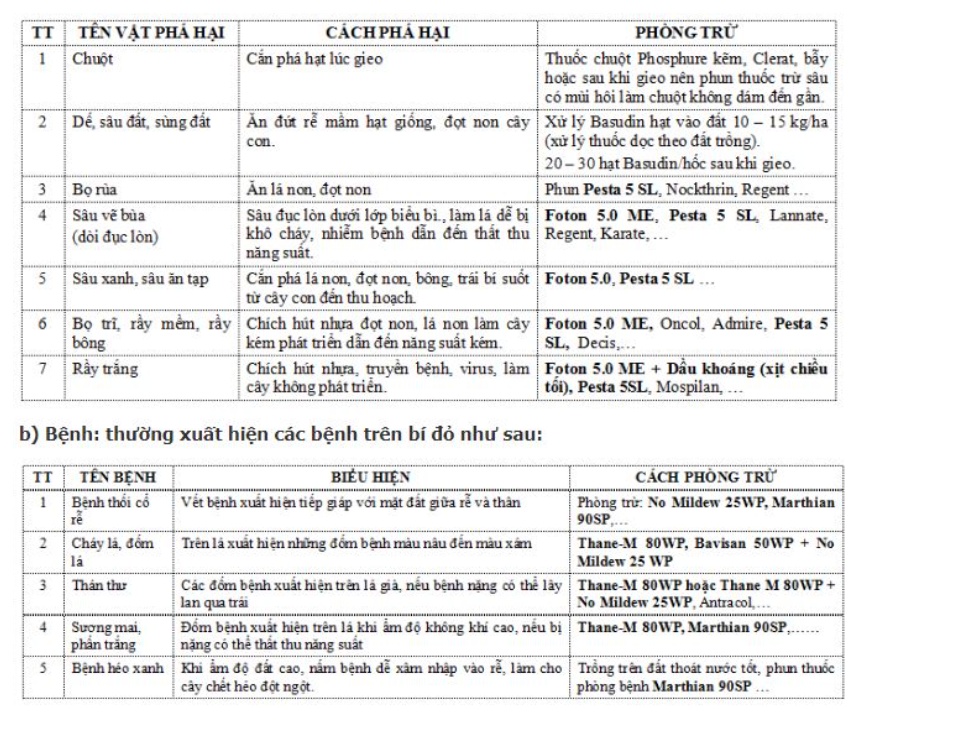 TT TÊN VẬT PHÁ HẠI CÁCH PHÁ HẠI PHÒNG TRỪ
1 Chuột Cắn phá hạt lúc gieo Thuốc chuột Phosphure kẽm, Clerat, bẫy
hoặc sau khi gieo nên phun thuốc trừ sâu
có mùi hôi làm chuột không dám đến gần.
2 Dế, sâu đất, sùng đất Ăn đứt rễ mầm hạt giống, đọt non cây
con.
Xử lý Basudin hạt vào đất 10 – 15 kg/ha
(xử lý thuốc dọc theo đất trồng).
20 – 30 hạt Basudin/hốc sau khi gieo.
3 Bọ rùa Ăn lá non, đọt non Phun Pesta 5 SL, Nockthrin, Regent …
4 Sâu vẽ bùa
(dòi đục lòn)
Sâu đục lòn dưới lớp biểu bì., làm lá dễ bị
khô cháy, nhiễm bệnh dẫn đến thất thu
năng suất.
Foton 5.0 ME, Pesta 5 SL, Lannate,
Regent, Karate, …
5 Sâu xanh, sâu ăn tạp Cắn phá lá non, đọt non, bông, trái bí suốt
từ cây con đến thu hoạch.
Foton 5.0, Pesta 5 SL …
6 Bọ trĩ, rầy mềm, rầy
bông
Chích hút nhựa đọt non, lá non làm cây
kém phát triển dẫn đến năng suất kém.
Foton 5.0 ME, Oncol, Admire, Pesta 5
SL, Decis,…
7 Rầy trắng Chích hút nhựa, truyền bệnh, virus, làm
cây không phát triển.
Foton 5.0 ME + Dầu khoáng (xịt chiều
tối), Pesta 5SL, Mospilan, …
b) Bệnh: thường xuất hiện các bệnh trên bí đỏ như sau:
TT TÊN BỆNH BIỂU HIỆN CÁCH PHÒNG TRỪ
1 Bệnh thối cổ
rễ
Vết bệnh xuất hiện tiếp giáp với mặt đất giữa rễ và thân
Phòng trừ: No Mildew 25WP, Marthian
90SP,…
2 Cháy lá, đốm
lá
Trên lá xuất hiện những đốm bệnh màu nâu đến màu xám
Thane-M 80WP, Bavisan 50WP + No
Mildew 25 WP
3 Thán thư Các đốm bệnh xuất hiện trên lá già, nếu bệnh nặng có thể lây
lan qua trái
Thane-M 80WP hoặc Thane M 80WP +
No Mildew 25WP, Antracol,…
4 Sương mai,
phấn trắng
Đốm bệnh xuất hiện trên lá khi ẩm độ không khí cao, nếu bị
nặng có thể thất thu năng suất
Thane-M 80WP, Marthian 90SP,……
5 Bệnh héo xanh Khi ẩm độ đất cao, nấm bệnh dễ xâm nhập vào rễ, làm cho
cây chết héo đột ngột.
Trồng trên đất thoát nước tốt, phun thuốc
phòng bệnh Marthian 90SP …